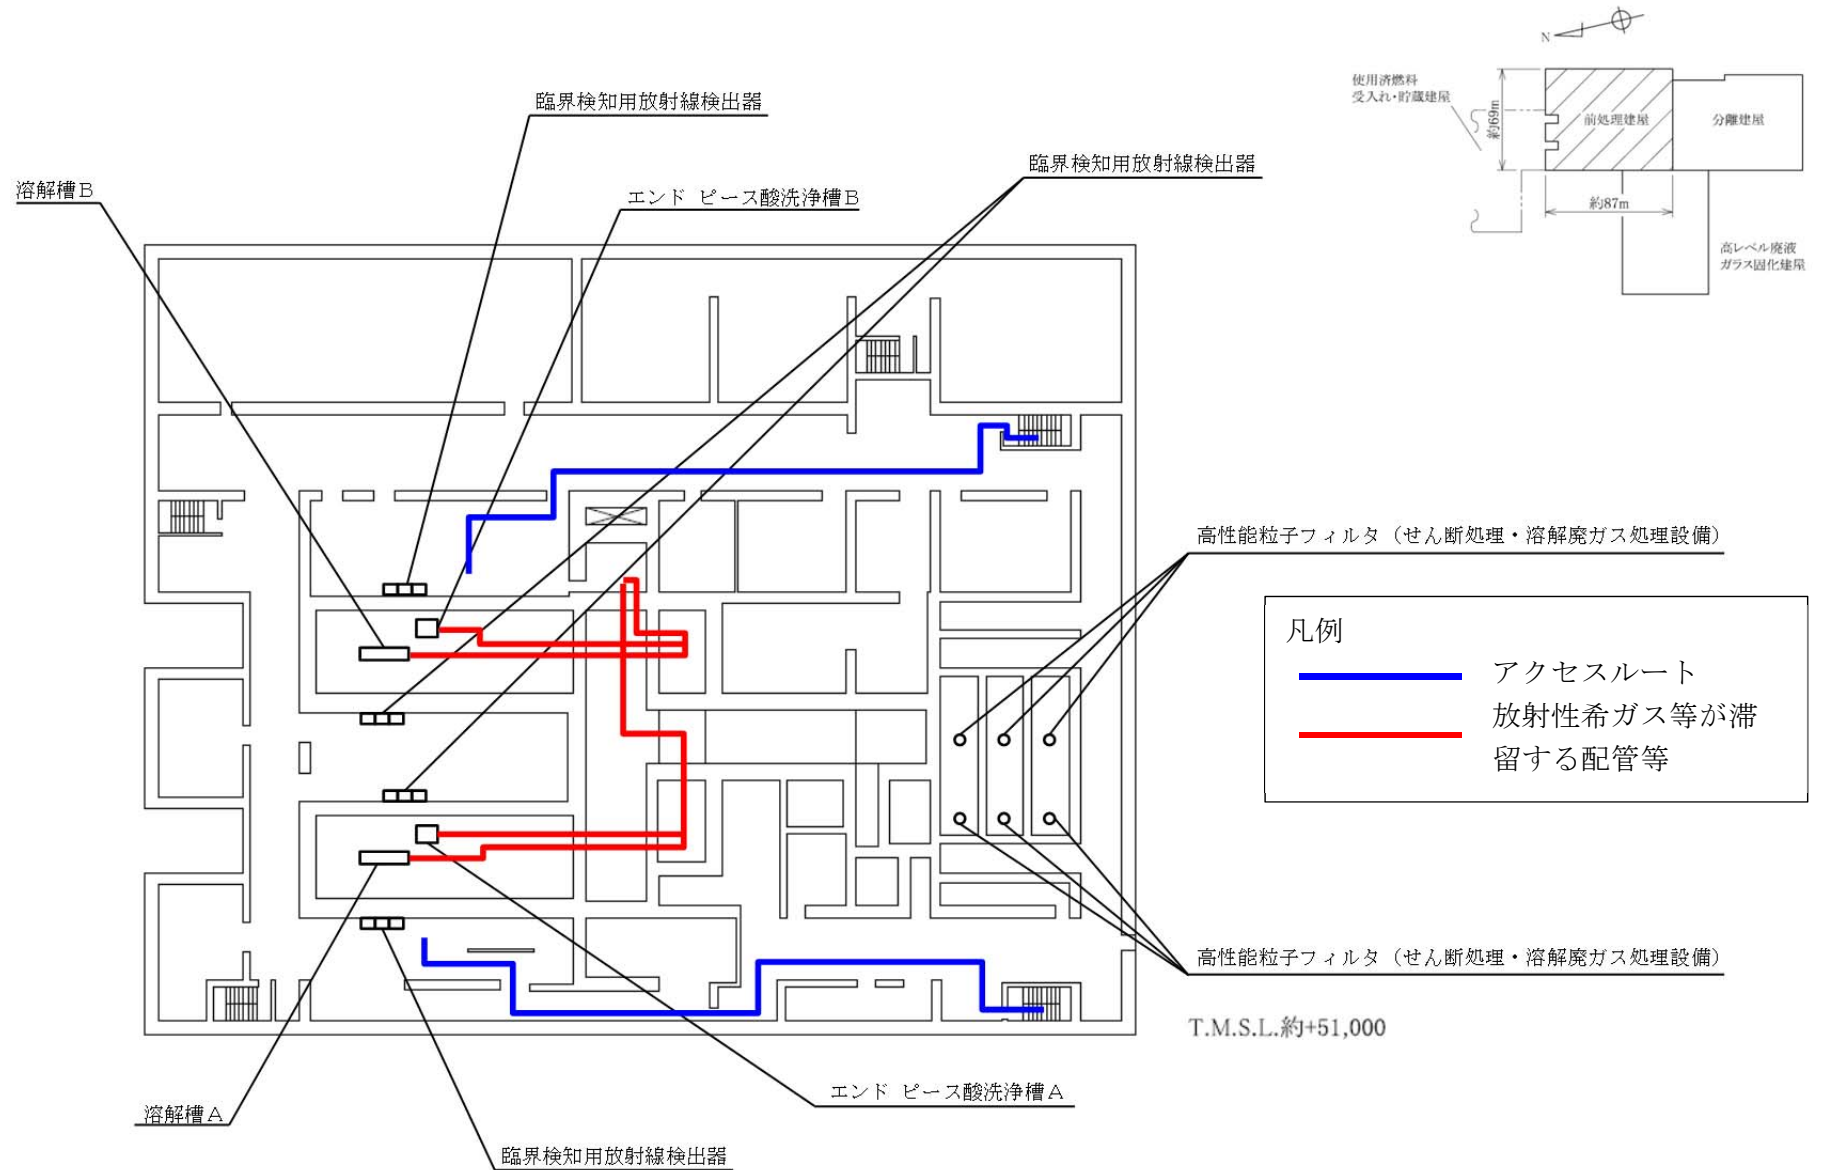 N
使用済燃料
受入れ・貯蔵建屋
約69m
前処理建屋
分離建屋
約87m
高レベル廃液
ガラス固化建屋
臨界検知用放射線検出器
臨界検知用放射線検出器
溶解槽B
エンド ピース酸洗浄槽B
高性能粒子フィルタ（せん断処理・溶解廃ガス処理設備）
凡例
アクセスルート
放射性希ガス等が滞
留する配管等
高性能粒子フィルタ（せん断処理・溶解廃ガス処理設備）
T.M.S.L.約+51,000
エンド ピース酸洗浄槽A
溶解槽A
臨界検知用放射線検出器